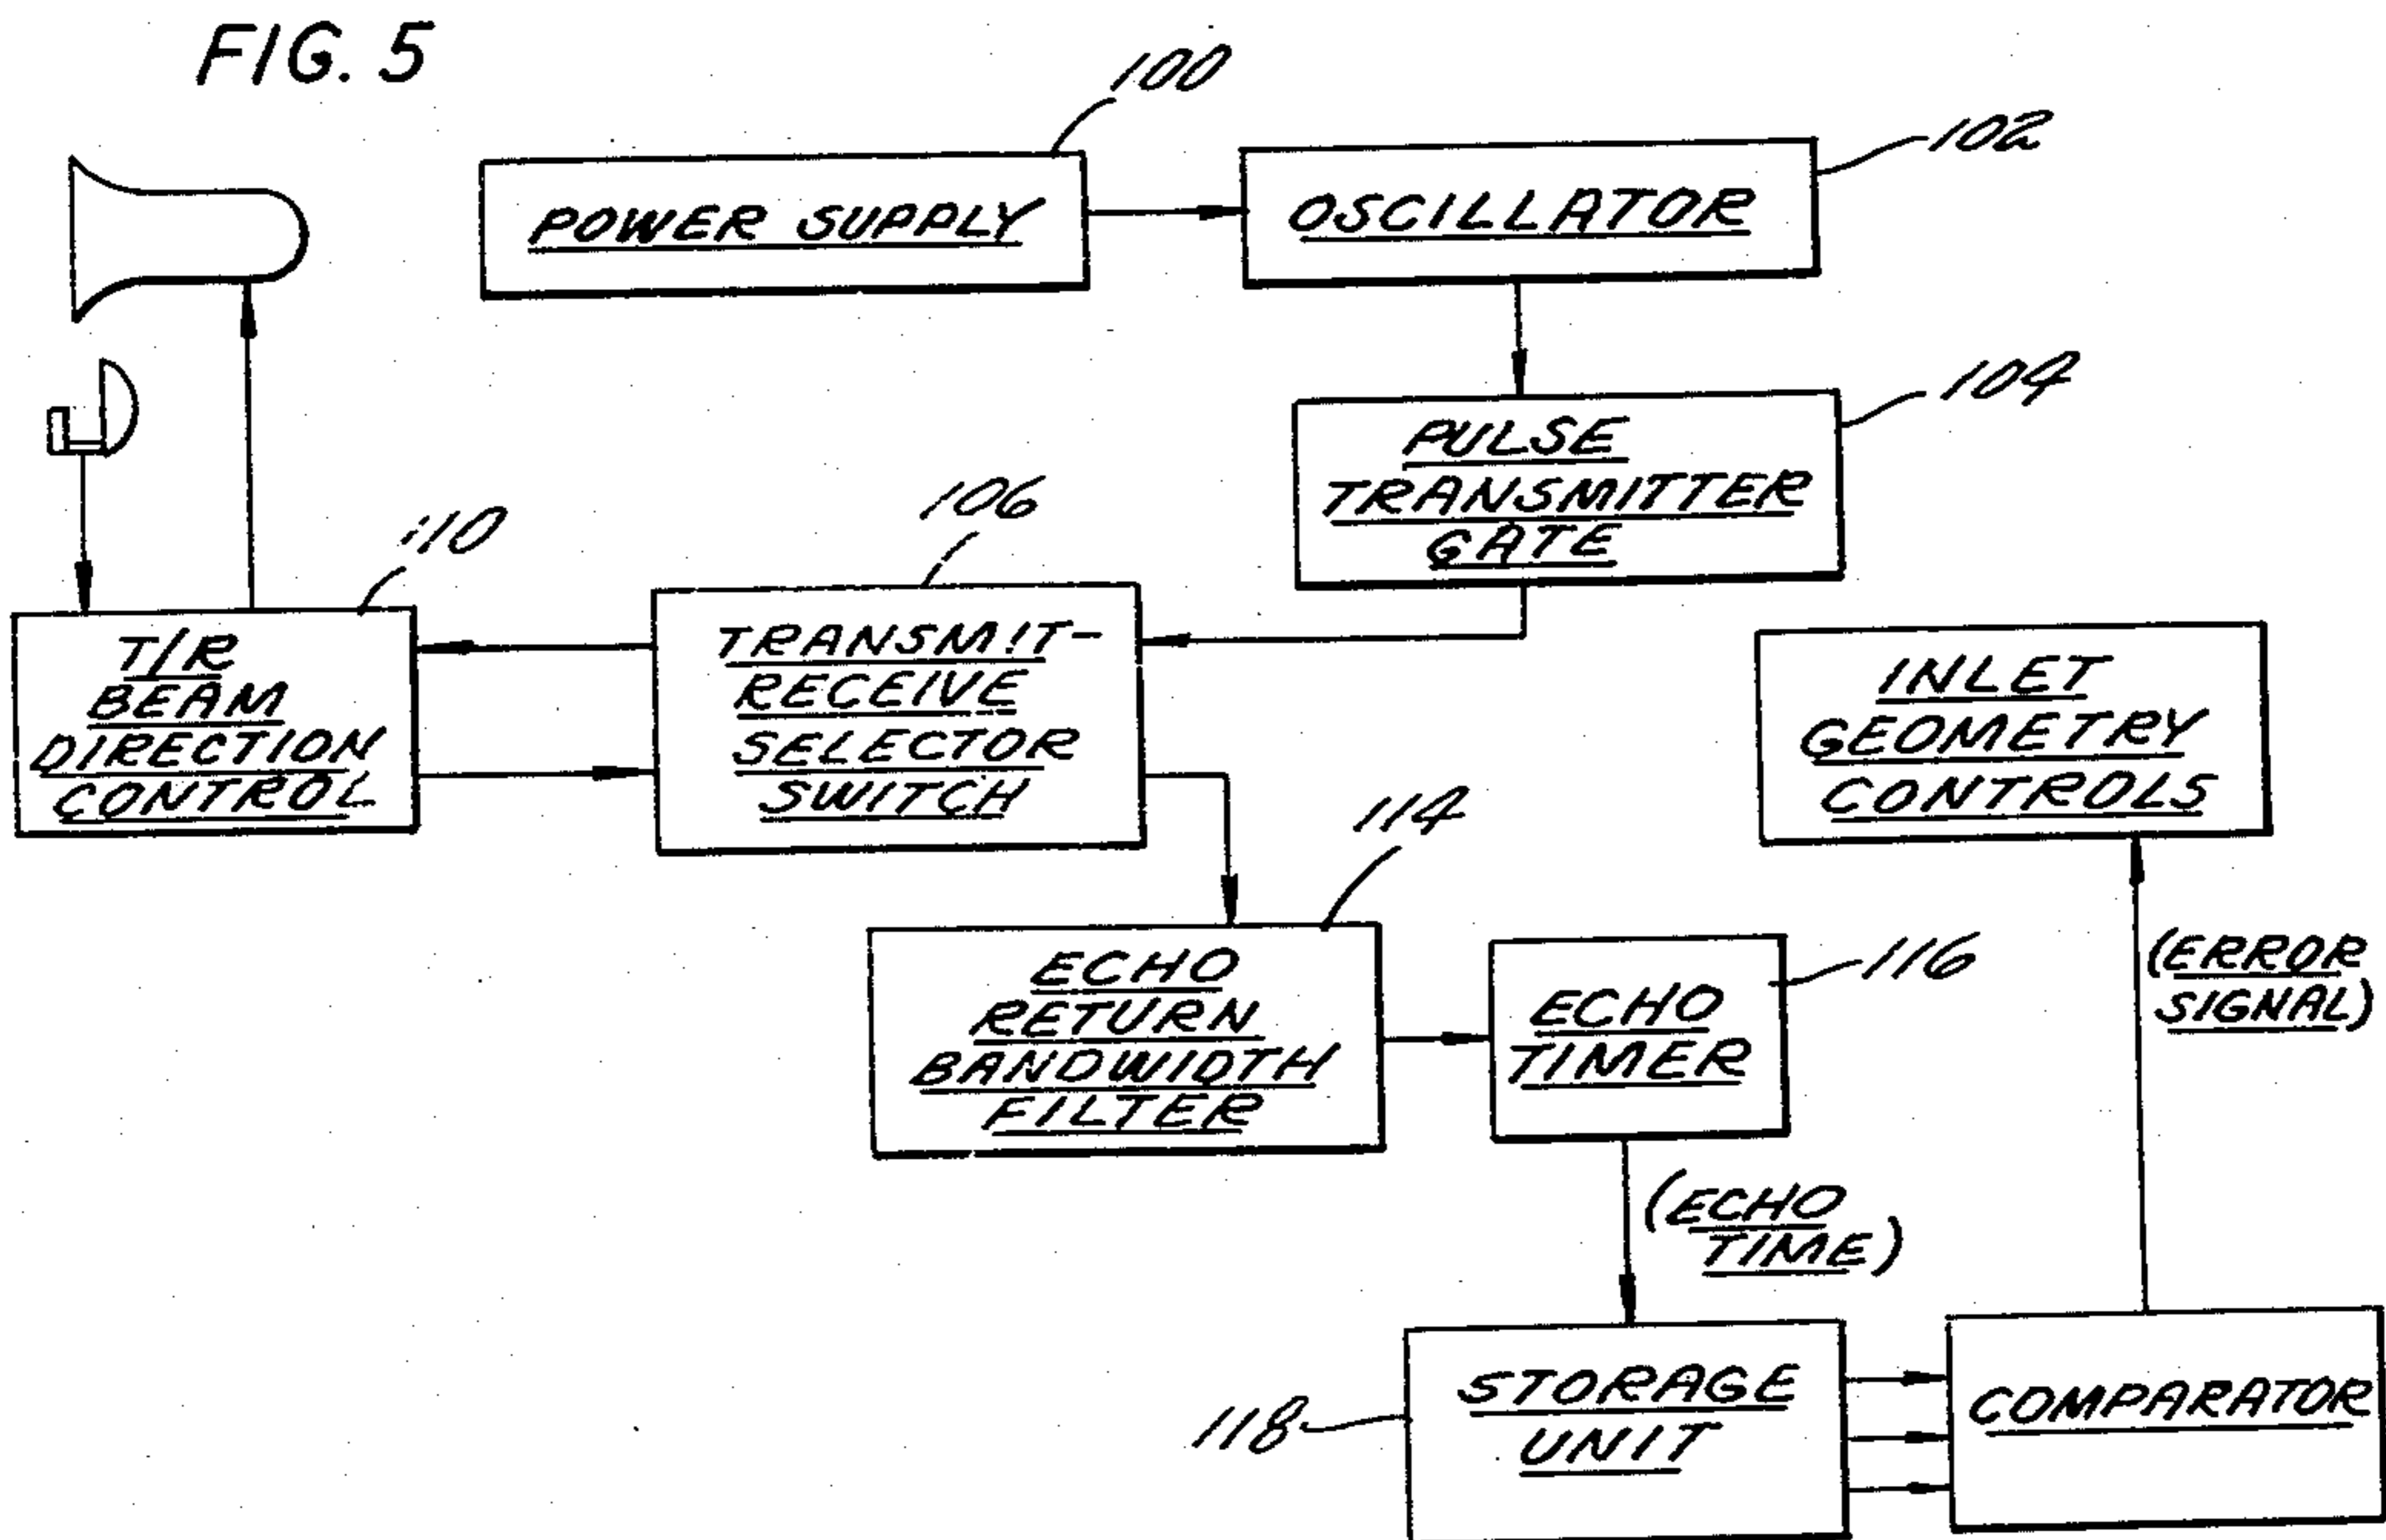 FIG. 5
100
POWER SUPPLY
102
OSCILLATOR
104
PULSE
TRANSMITTER
GATE
110
T/R
BEAM
DIRECTION
CONTROL
106
TRANSMIT-
RECEIVE
SELECTOR
SWITCH
INLET
GEOMETRY
CONTROLS
114
ECHO
RETURN
BANDWIDTH
FILTER
116
ECHO
TIMER
(ERROR
SIGNAL)
(ECHO
TIME)
118
STORAGE
UNIT
COMPARATOR